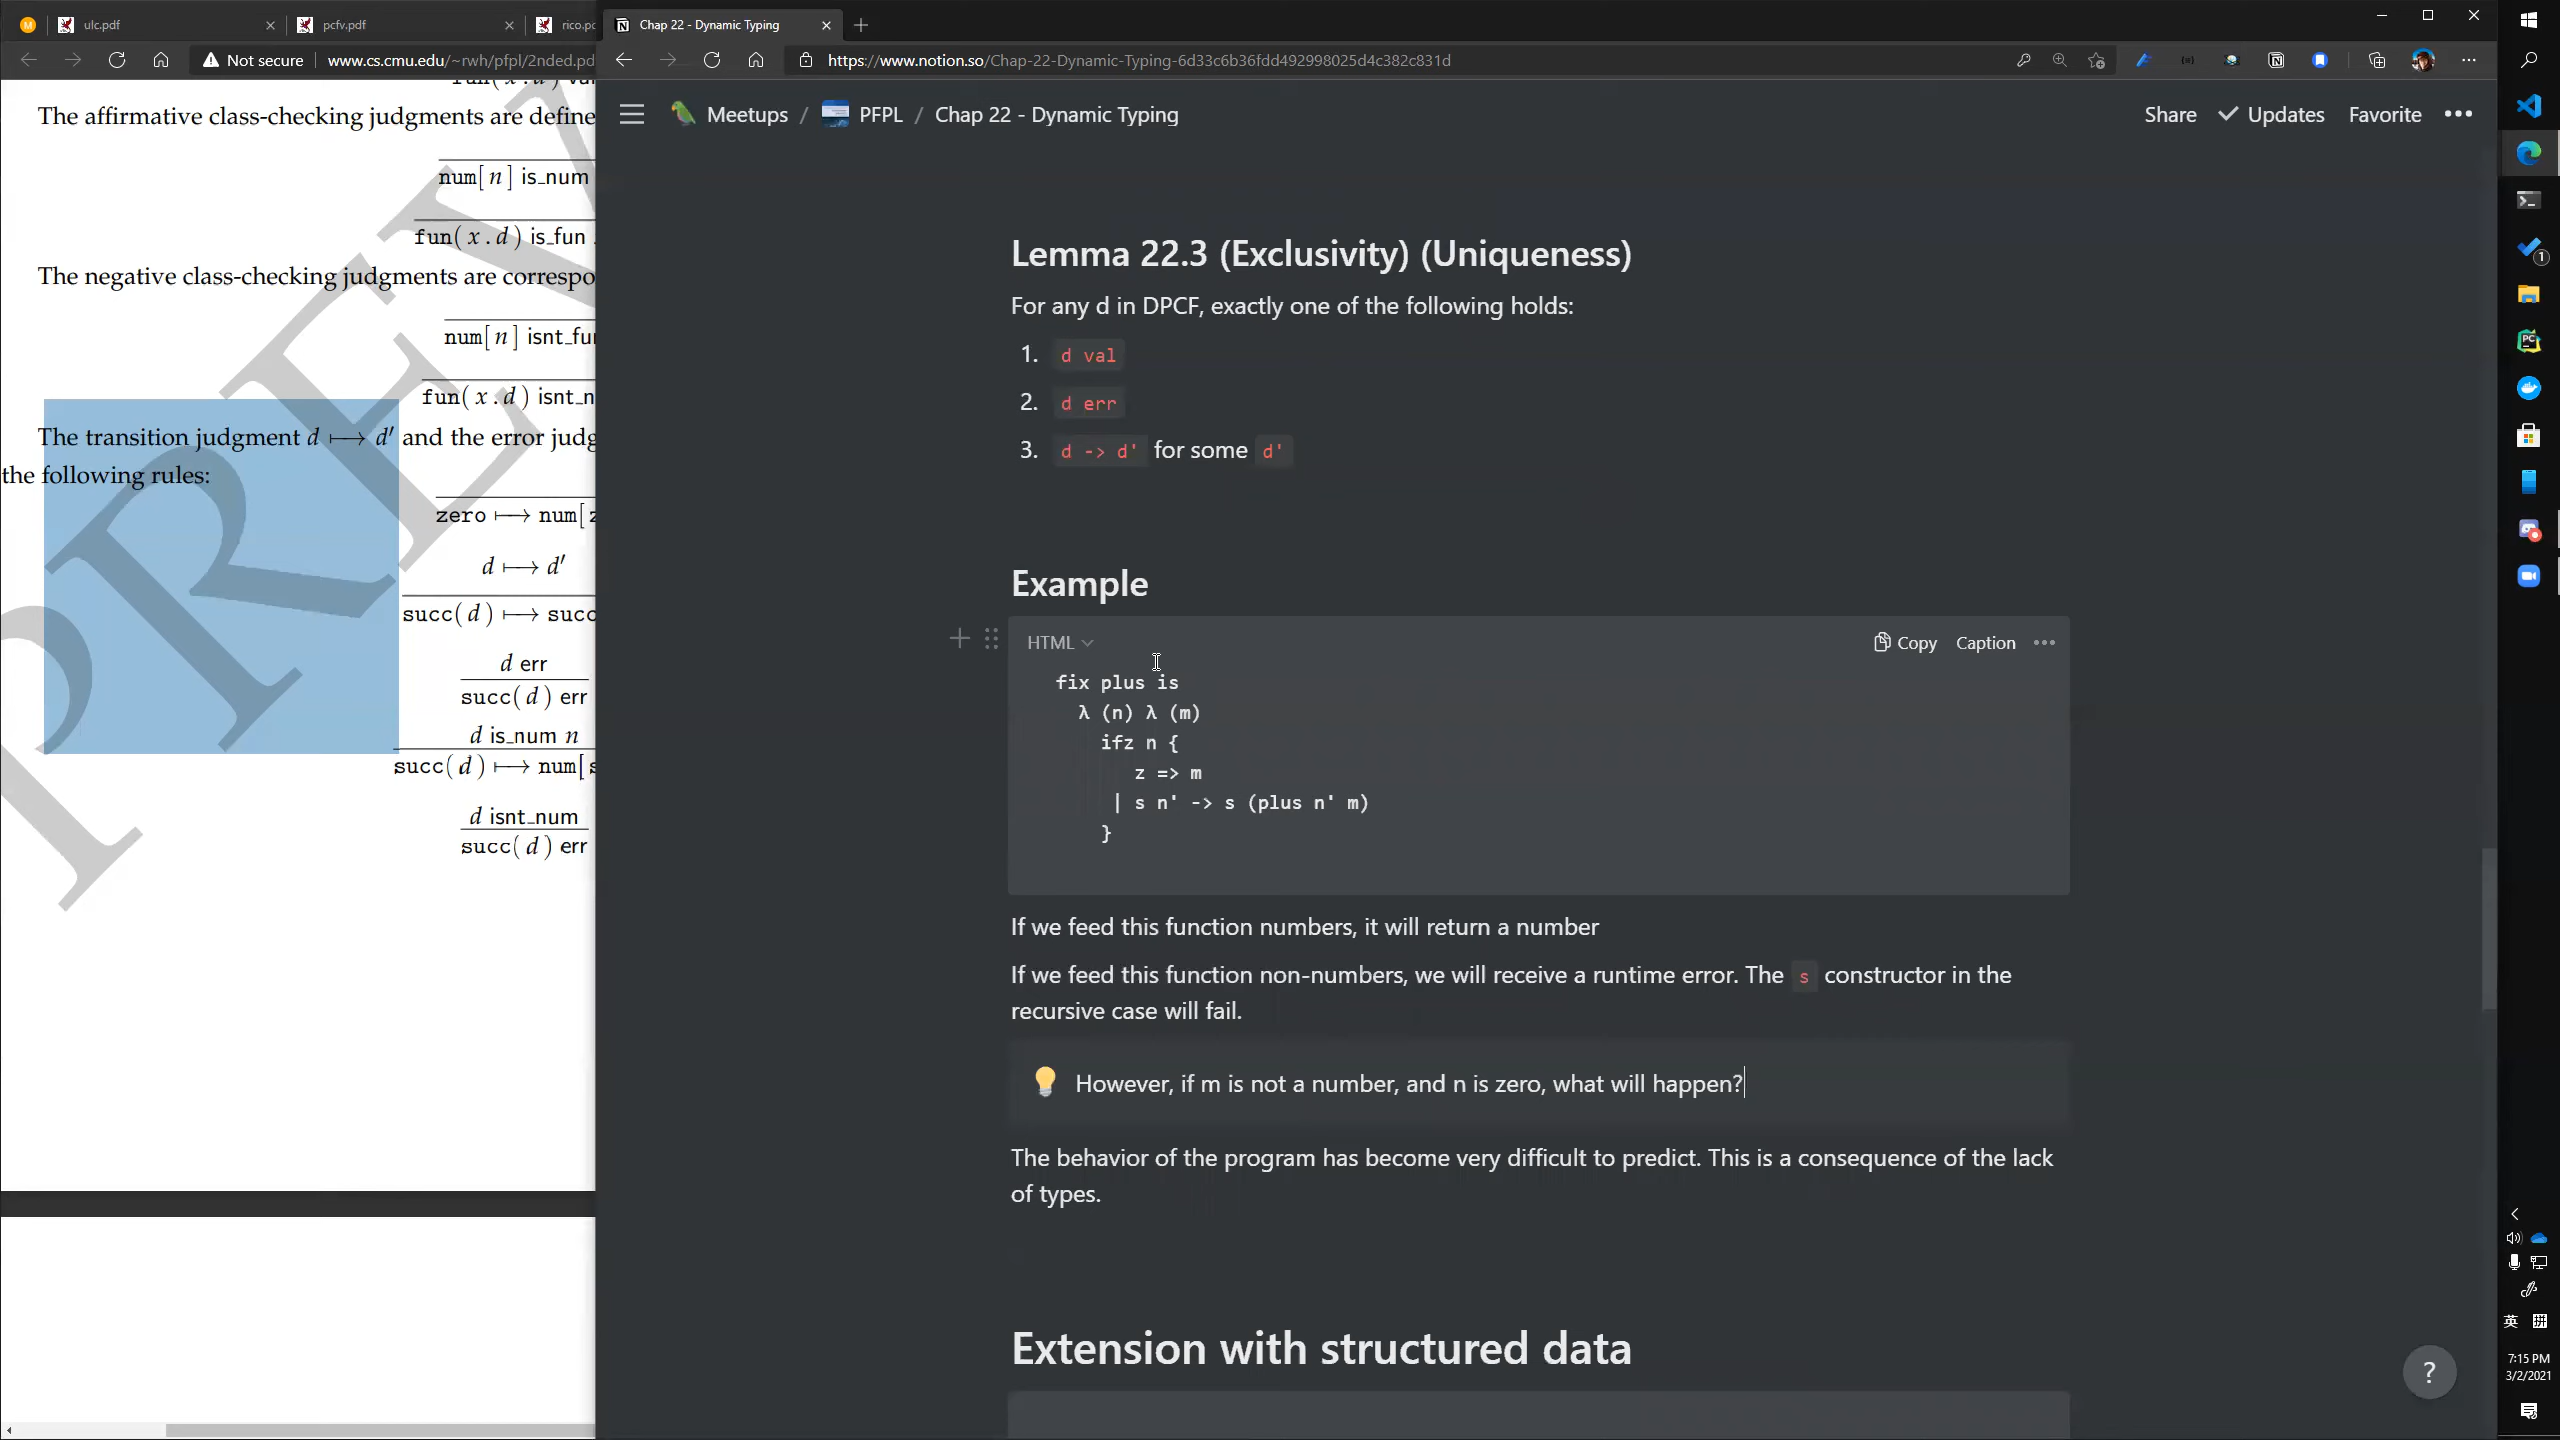 ulc.pdf
pcfv.pdf
Not secure
www.cs.cmu.edu/~rwh/pfpl/2nded.pd
The affirmative class-checking judgments are define
num[ n ] is_num
fun( x . d ) is_fun
The negative class-checking judgments are correspo
num[ n ] isnt_fu
fun( x . d ) isnt_n
The transition judgment d ⟼ d′ and the error judg
the following rules:
zero ⟼ num[ z
d ⟼ d′
succ( d ) ⟼ succ
d err
succ( d ) err
d is_num n
succ( d ) ⟼ num[ s
d isnt_num
succ( d ) err
PREV
Chap 22 - Dynamic Typing
https://www.notion.so/Chap-22-Dynamic-Typing-6d33c6b36fdd492998025d4c382c831d
Meetups / PFPL / Chap 22 - Dynamic Typing
Share Updates Favorite
Lemma 22.3 (Exclusivity) (Uniqueness)
For any d in DPCF, exactly one of the following holds:
1. d val
2. d err
3. d -> d' for some d'
Example
HTML
Copy Caption
fix plus is
λ (n) λ (m)
ifz n {
z => m
| s n' -> s (plus n' m)
}
If we feed this function numbers, it will return a number
If we feed this function non-numbers, we will receive a runtime error. The s constructor in the
recursive case will fail.
However, if m is not a number, and n is zero, what will happen?
The behavior of the program has become very difficult to predict. This is a consequence of the lack
of types.
Extension with structured data
?
英
7:15 PM
3/2/2021